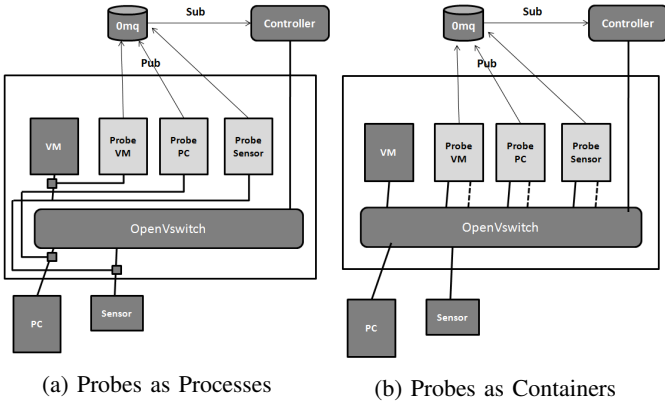 Sub
0mq
Controller
Pub
VM
Probe
VM
Probe
PC
Probe
Sensor
OpenVswitch
PC
Sensor
(a) Probes as Processes
Sub
0mq
Controller
Pub
VM
Probe
VM
Probe
PC
Probe
Sensor
OpenVswitch
PC
Sensor
(b) Probes as Containers